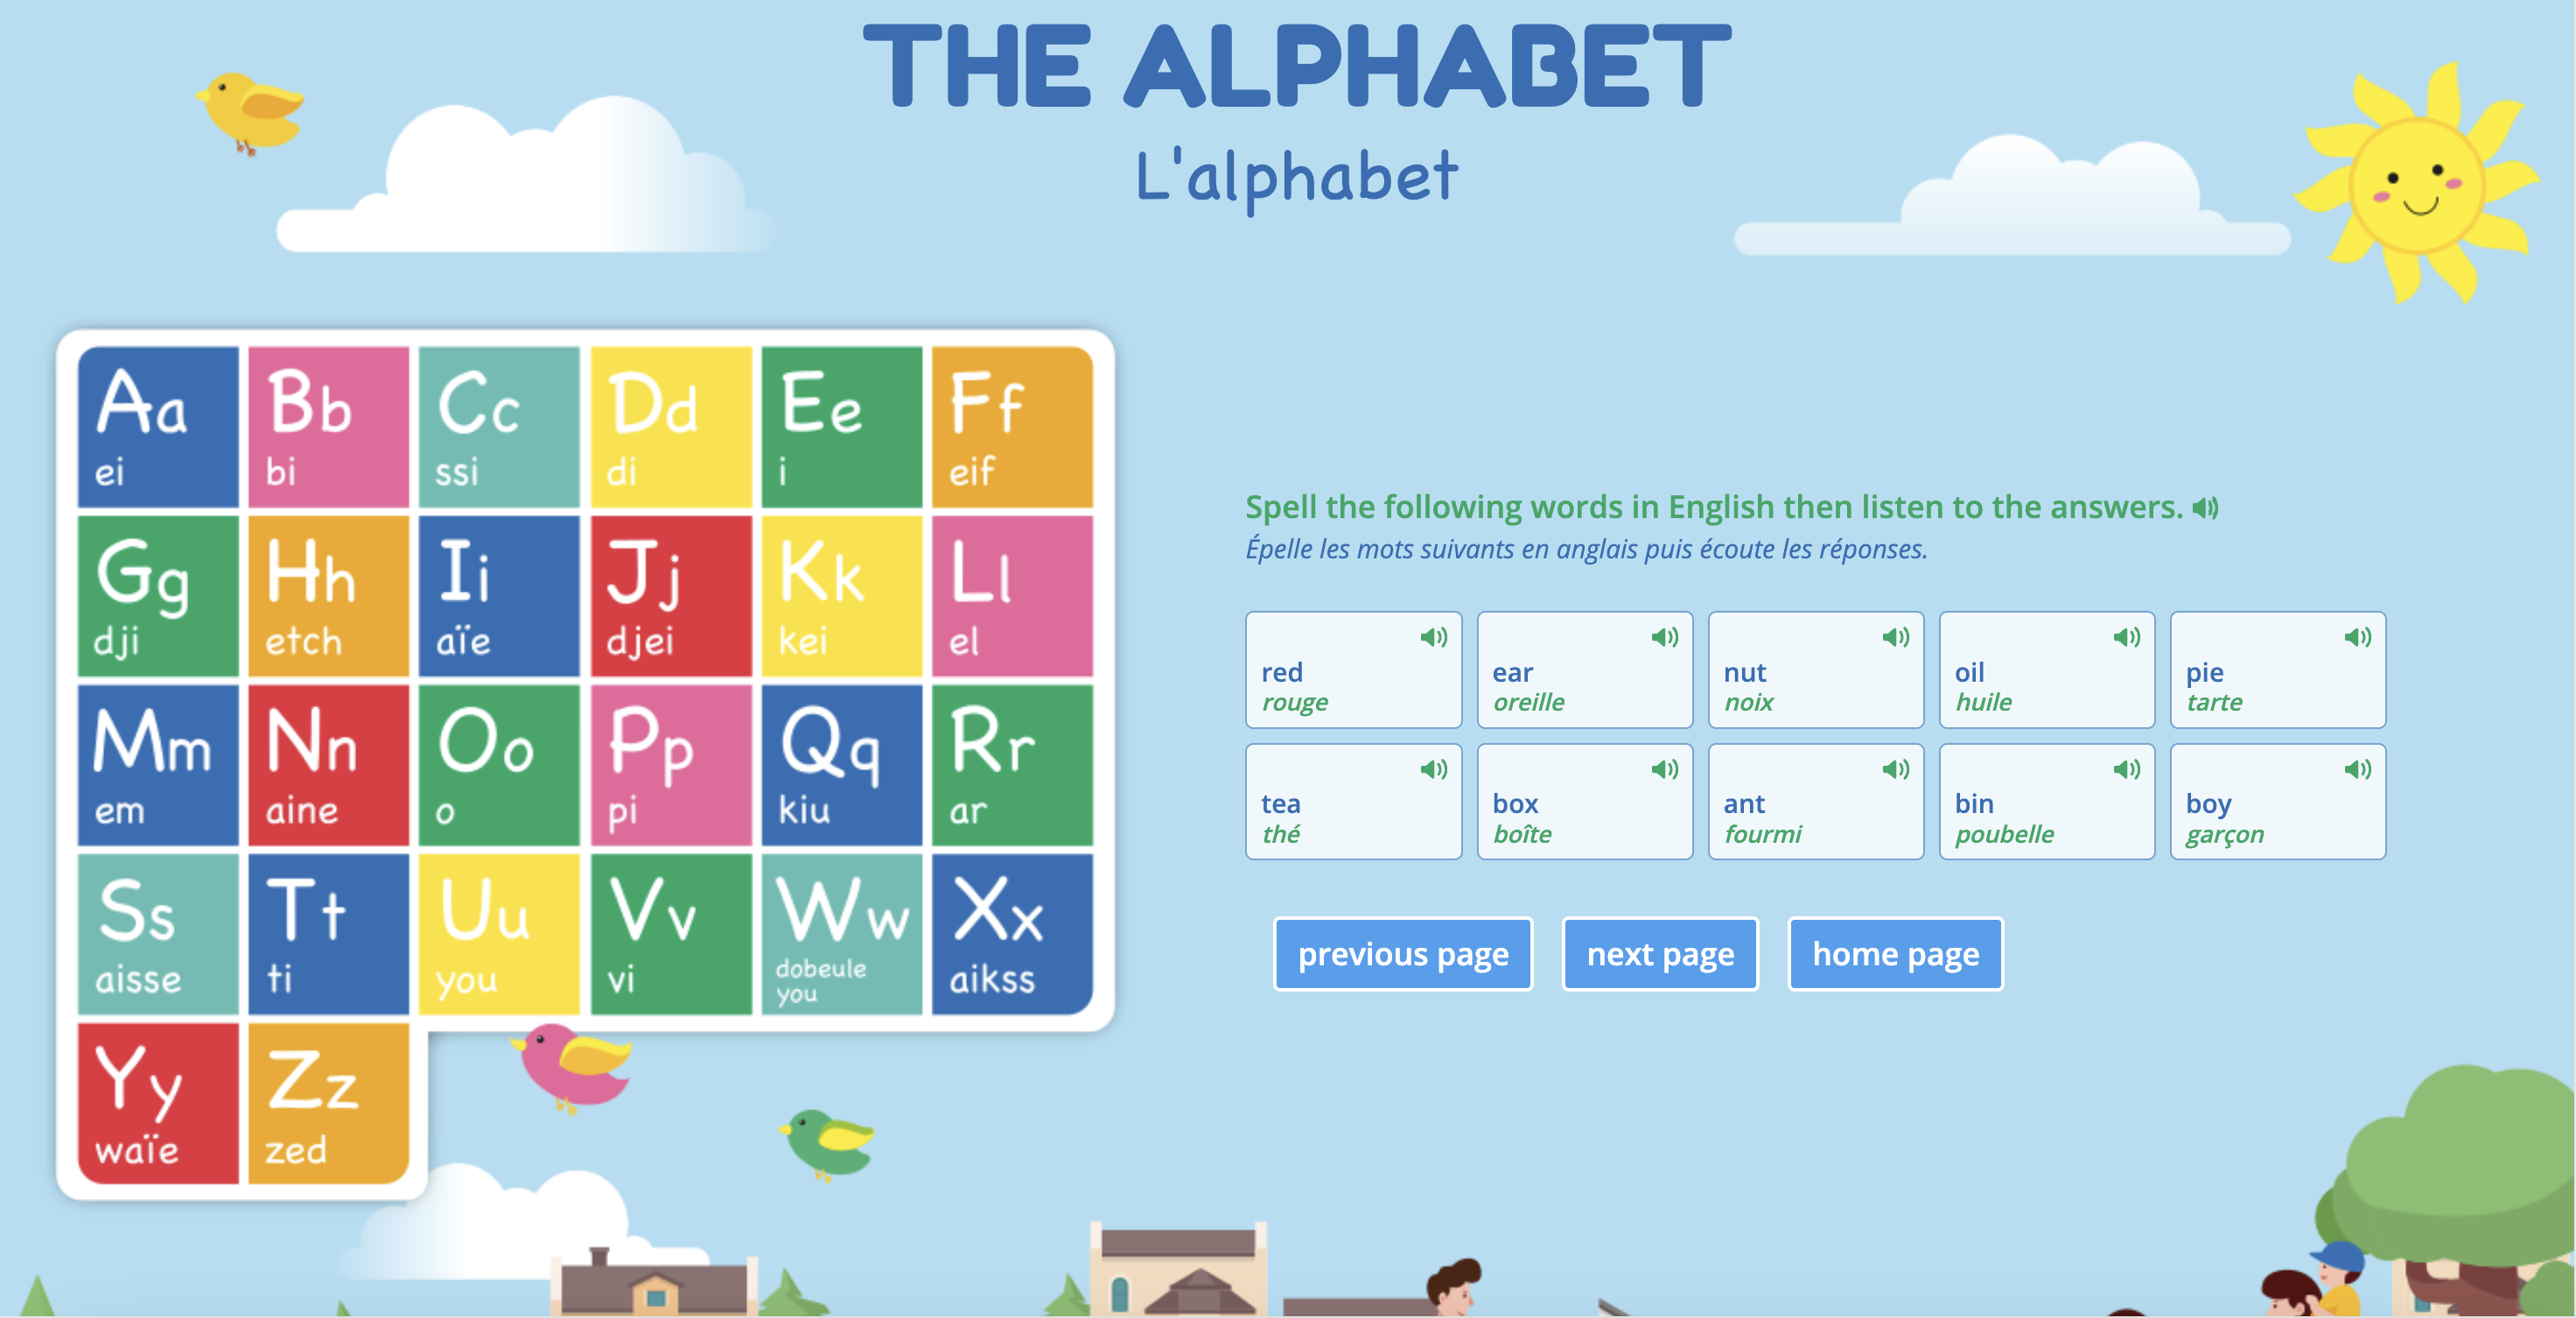 THE ALPHABET
L'alphabet
Aa Bb Cc Dd Ee Ff
ei bi ssi di i eif
Gg Hh Ii Jj Kk Ll
dji etch aïe djei kei el
Mm Nn Oo Pp Qq Rr
em aine o pi kiu ar
Ss Tt Uu Vv Ww Xx
aisse ti you vi dobeule you aikss
Yy Zz
waïe zed
Spell the following words in English then listen to the answers.
Épelle les mots suivants en anglais puis écoute les réponses.
red ear nut oil pie
rouge oreille noix huile tarte
tea box ant bin boy
thé boîte fourmi poubelle garçon
previous page next page home page